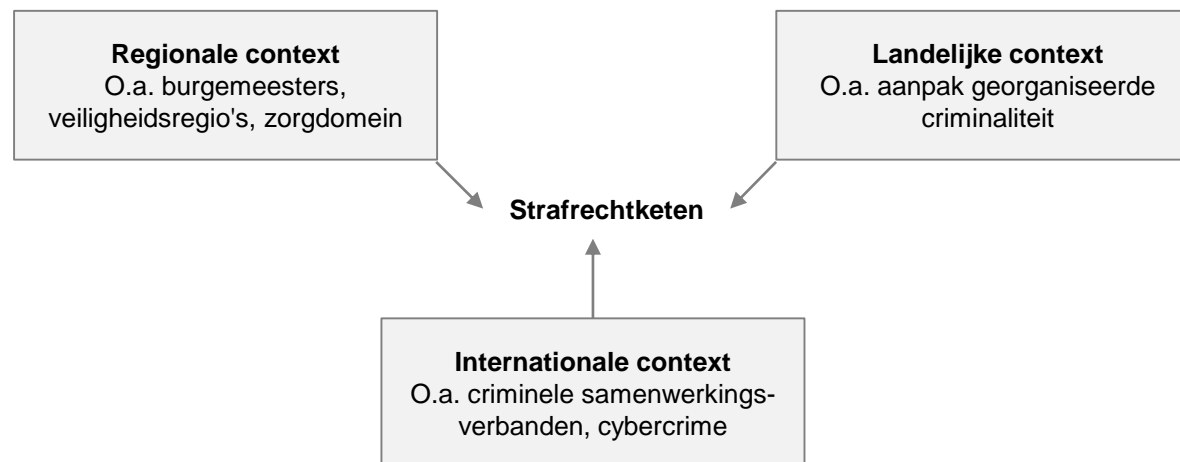 Regionale context
O.a. burgemeesters,
veiligheidsregio's, zorgdomein
Landelijke context
O.a. aanpak georganiseerde
criminaliteit
Strafrechtketen
Internationale context
O.a. criminele samenwerkings-
verbanden, cybercrime